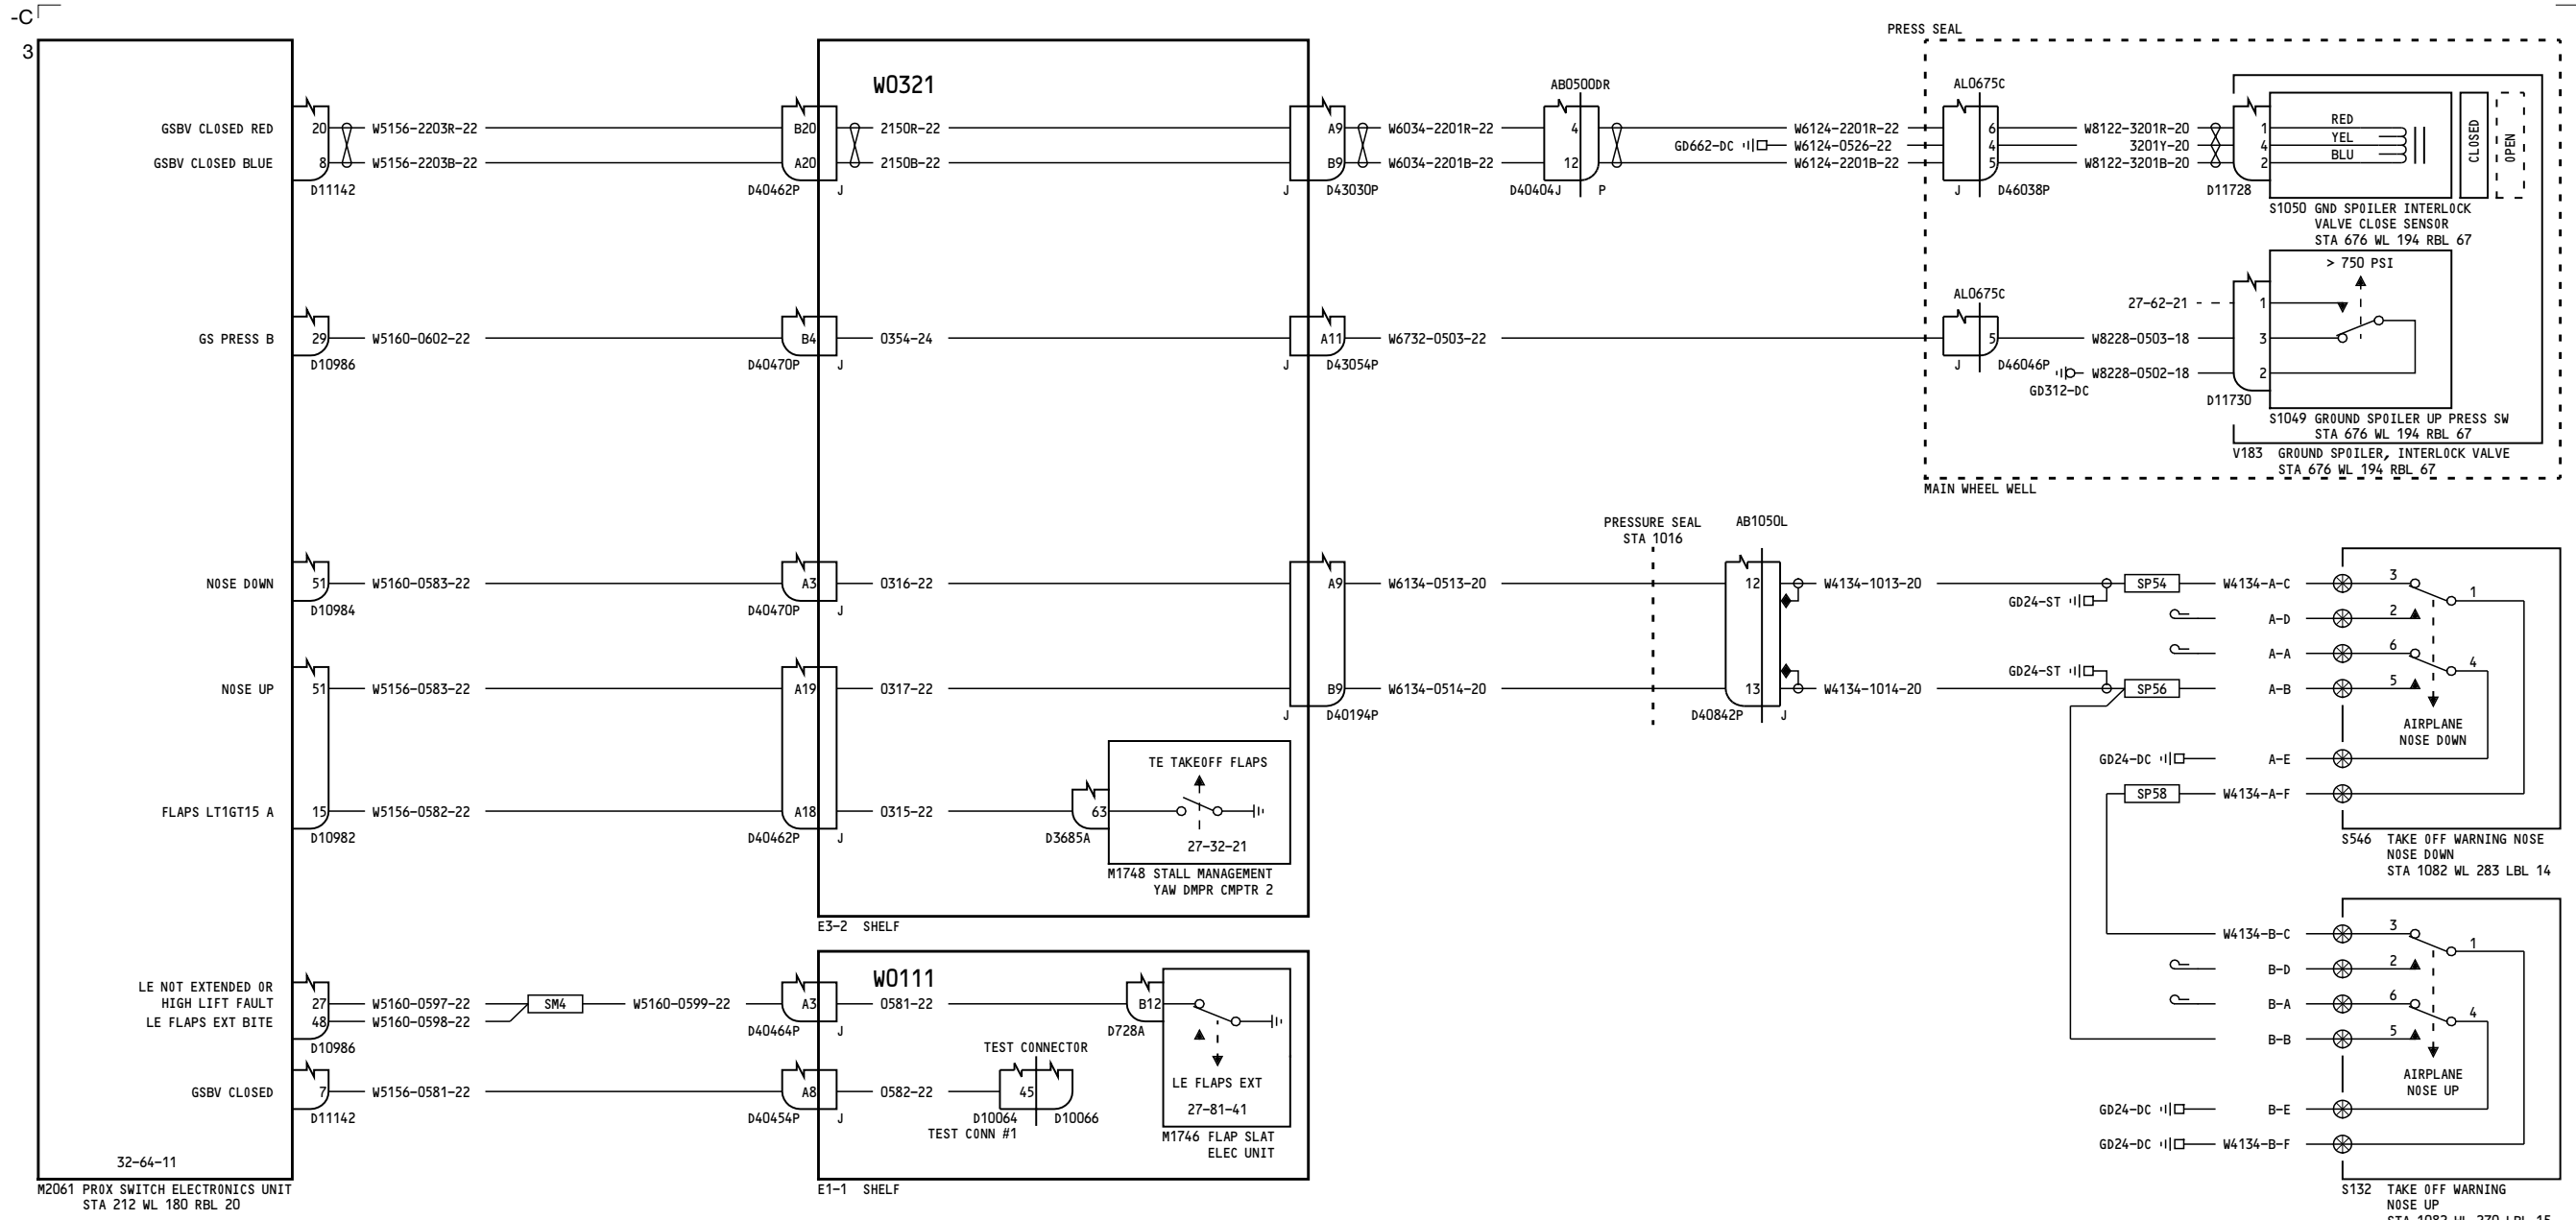 -C
3
PRESS SEAL
W0321
AB0500DR
AL0675C
GSBV CLOSED RED
20
W5156-2203R-22
B20
2150R-22
A9
W6034-2201R-22
4
W6124-2201R-22
6
W8122-3201R-20
1
RED
GD662-DC
W6124-0526-22
4
3201Y-20
4
YEL
GSBV CLOSED BLUE
8
W5156-2203B-22
A20
2150B-22
B9
W6034-2201B-22
12
W6124-2201B-22
5
W8122-3201B-20
2
BLU
CLOSED
OPEN
D11142
D40462P
J
J
D43030P
D40404J
P
J
D46038P
D11728
S1050 GND SPOILER INTERLOCK
VALVE CLOSE SENSOR
STA 676 WL 194 RBL 67
> 750 PSI
AL0675C
27-62-21
1
GS PRESS B
29
W5160-0602-22
B4
0354-24
A11
W6732-0503-22
5
W8228-0503-18
3
D10986
D40470P
J
J
D43054P
J
D46046P
W8228-0502-18
2
GD312-DC
D11730
S1049 GROUND SPOILER UP PRESS SW
STA 676 WL 194 RBL 67
V183 GROUND SPOILER, INTERLOCK VALVE
STA 676 WL 194 RBL 67
MAIN WHEEL WELL
PRESSURE SEAL
STA 1016
AB1050L
NOSE DOWN
51
W5160-0583-22
A3
0316-22
A9
W6134-0513-20
12
W4134-1013-20
SP54
W4134-A-C
3
1
D10984
D40470P
J
GD24-ST
A-D
2
A-A
6
4
GD24-ST
NOSE UP
51
W5156-0583-22
A19
0317-22
B9
W6134-0514-20
13
W4134-1014-20
SP56
A-B
5
J
D40194P
D40842P
J
AIRPLANE
NOSE DOWN
GD24-DC
A-E
SP58
W4134-A-F
TE TAKEOFF FLAPS
FLAPS LT1GT15 A
15
W5156-0582-22
A18
0315-22
63
D10982
D40462P
J
D3685A
27-32-21
M1748 STALL MANAGEMENT
YAW DMPR CMPTR 2
S546 TAKE OFF WARNING NOSE
NOSE DOWN
STA 1082 WL 283 LBL 14
E3-2 SHELF
W0111
W4134-B-C
3
1
B-D
2
LE NOT EXTENDED OR
HIGH LIFT FAULT
27
W5160-0597-22
SM4
W5160-0599-22
A3
0581-22
B12
B-A
6
4
LE FLAPS EXT BITE
48
W5160-0598-22
D10986
D40464P
J
D728A
B-B
5
TEST CONNECTOR
LE FLAPS EXT
AIRPLANE
NOSE UP
GSBV CLOSED
7
W5156-0581-22
A8
0582-22
45
27-81-41
GD24-DC
B-E
D11142
D40454P
J
D10064
D10066
TEST CONN #1
M1746 FLAP SLAT
ELEC UNIT
GD24-DC
W4134-B-F
32-64-11
M2061 PROX SWITCH ELECTRONICS UNIT
STA 212 WL 180 RBL 20
E1-1 SHELF
S132 TAKE OFF WARNING
NOSE UP